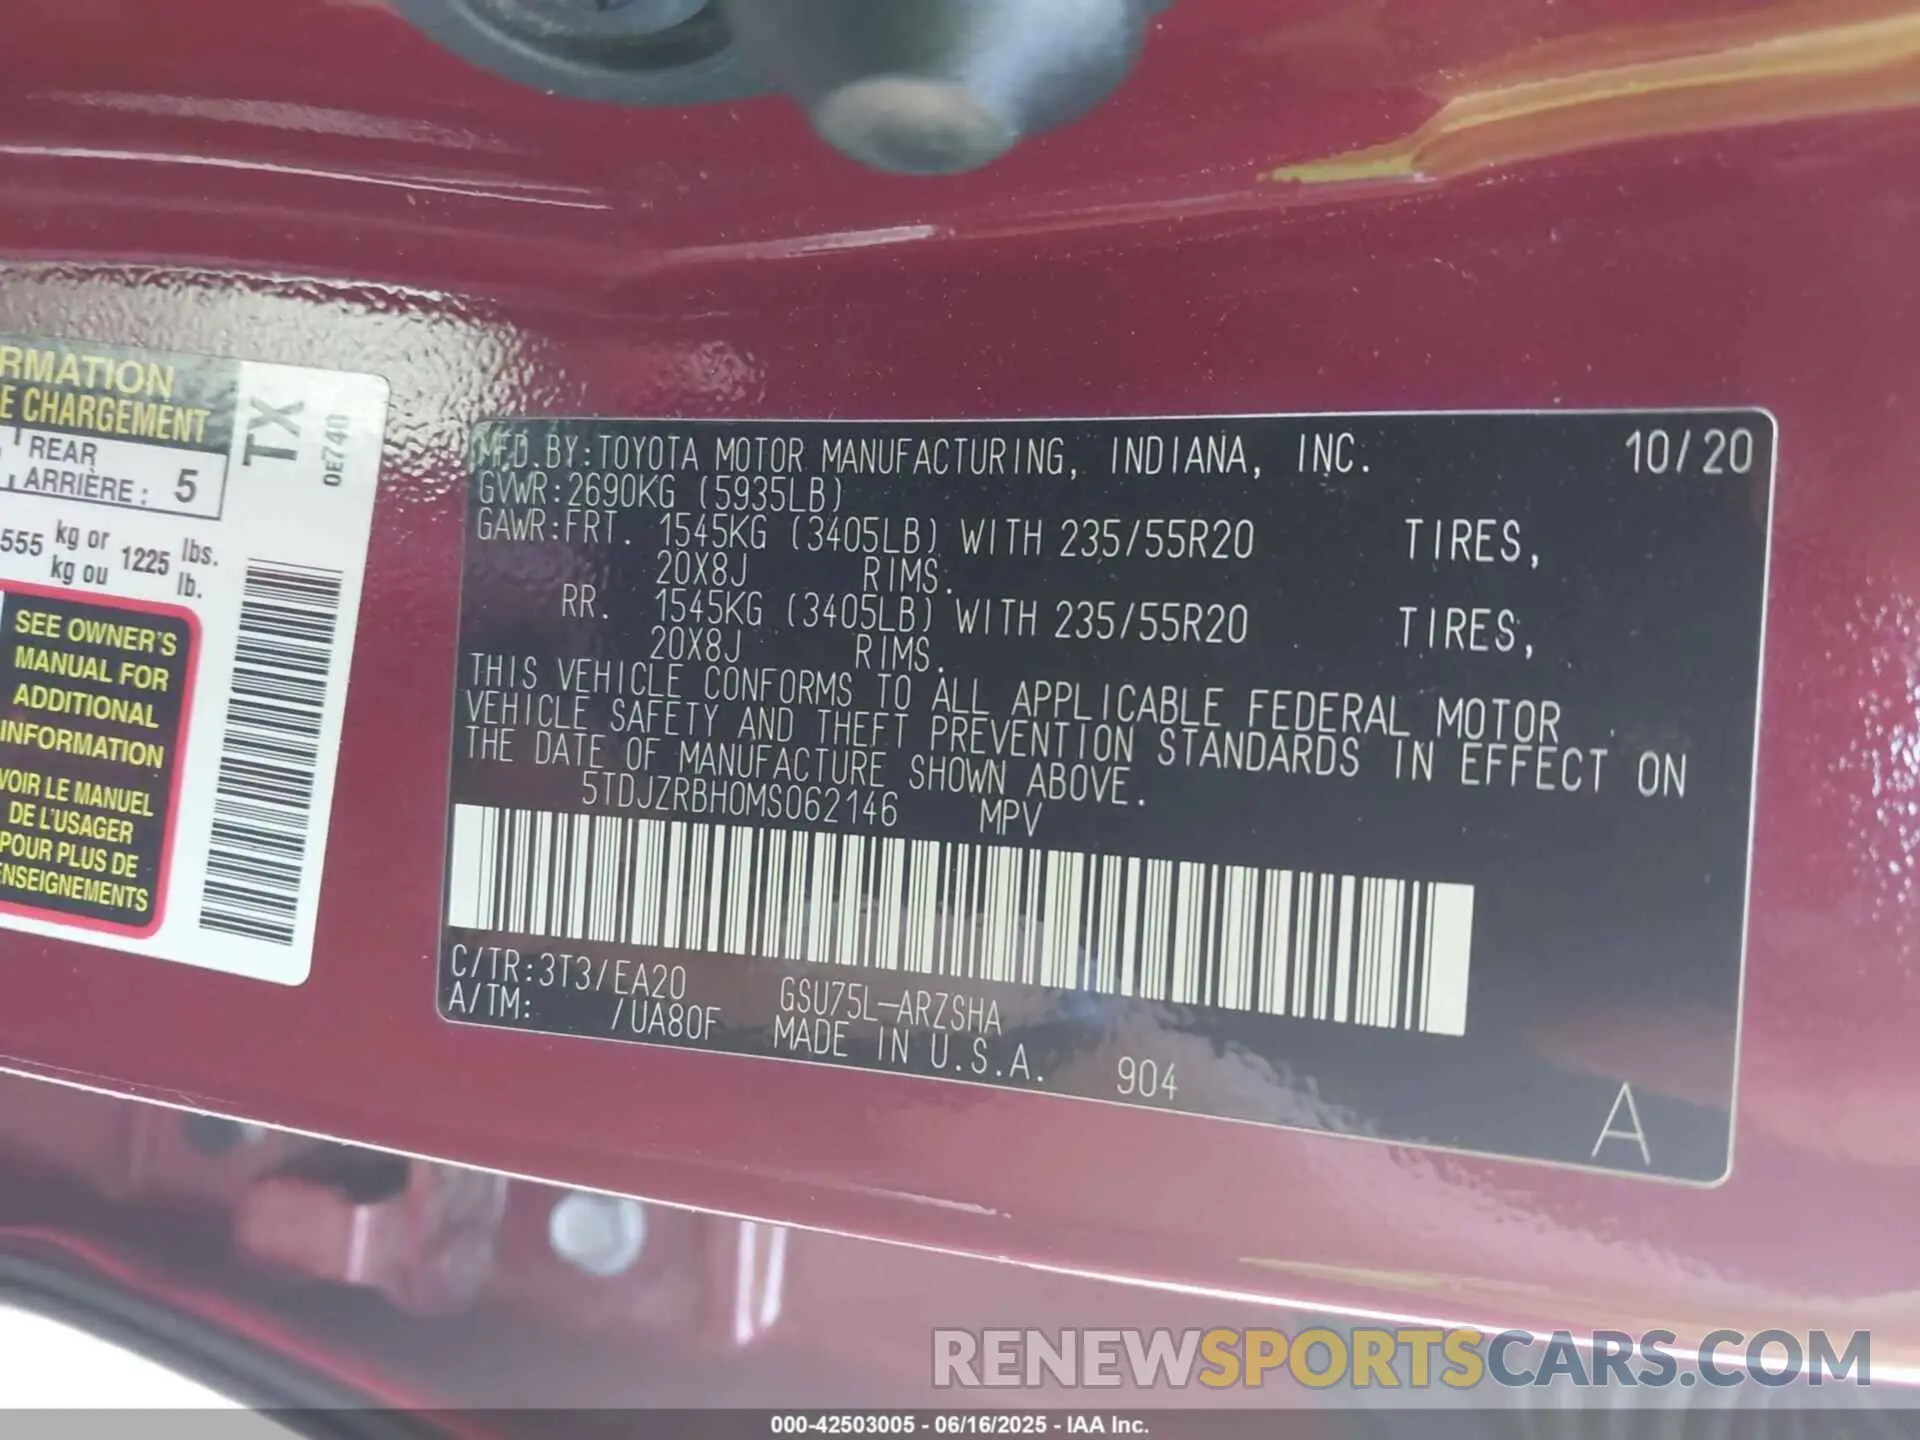 RMATION
E CHARGEMENT
REAR
ARRIÈRE : 5
555 kg or 1225 lbs.
kg ou lb.
SEE OWNER'S
MANUAL FOR
ADDITIONAL
INFORMATION
VOIR LE MANUEL
DE L'USAGER
POUR PLUS DE
ENSEIGNEMENTS
TX
0E740
MFD.BY:TOYOTA MOTOR MANUFACTURING, INDIANA, INC. 10/20
GVWR:2690KG (5935LB)
GAWR:FRT. 1545KG (3405LB) WITH 235/55R20 TIRES,
20X8J RIMS.
RR. 1545KG (3405LB) WITH 235/55R20 TIRES,
20X8J RIMS.
THIS VEHICLE CONFORMS TO ALL APPLICABLE FEDERAL MOTOR
VEHICLE SAFETY AND THEFT PREVENTION STANDARDS IN EFFECT ON
THE DATE OF MANUFACTURE SHOWN ABOVE.
5TDJZRBH0MS062146 MPV
C/TR:3T3/EA20 GSU75L-ARZSHA
A/TM: /UA80F MADE IN U.S.A. 904
A
RENEWSPORTSCARS.COM
000-42503005 - 06/16/2025 - IAA Inc.